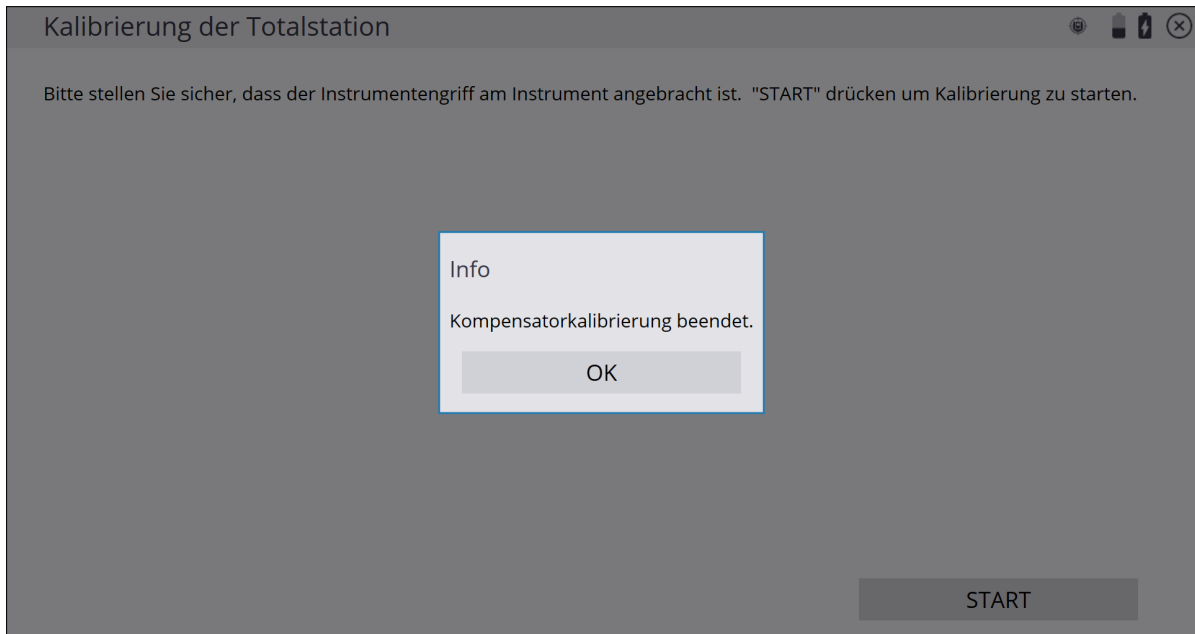 Kalibrierung der Totalstation
Bitte stellen Sie sicher, dass der Instrumentengriff am Instrument angebracht ist.  "START" drücken um Kalibrierung zu starten.
Info
Kompensatorkalibrierung beendet.
OK
START